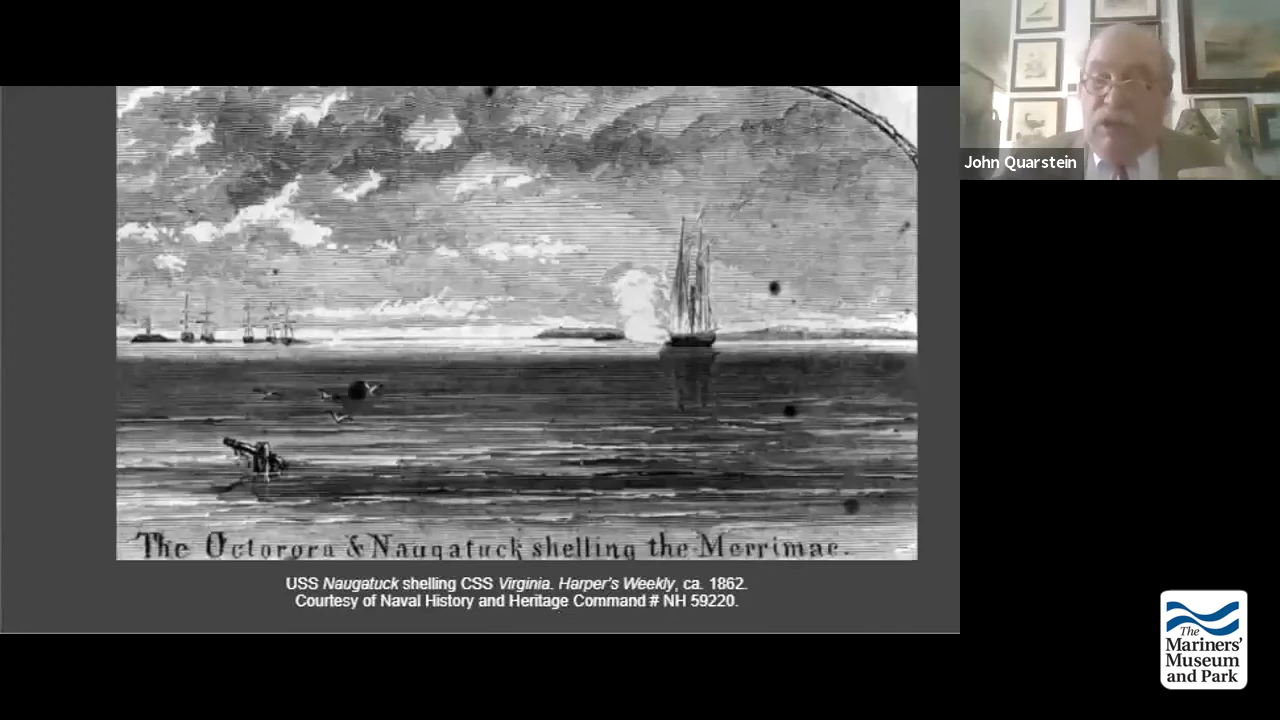 John Quarstein
The Octorora & Naugatuck shelling the Merrimac.
USS Naugatuck shelling CSS Virginia. Harper's Weekly, ca. 1862.
Courtesy of Naval History and Heritage Command # NH 59220.
The
Mariners'
Museum
and Park